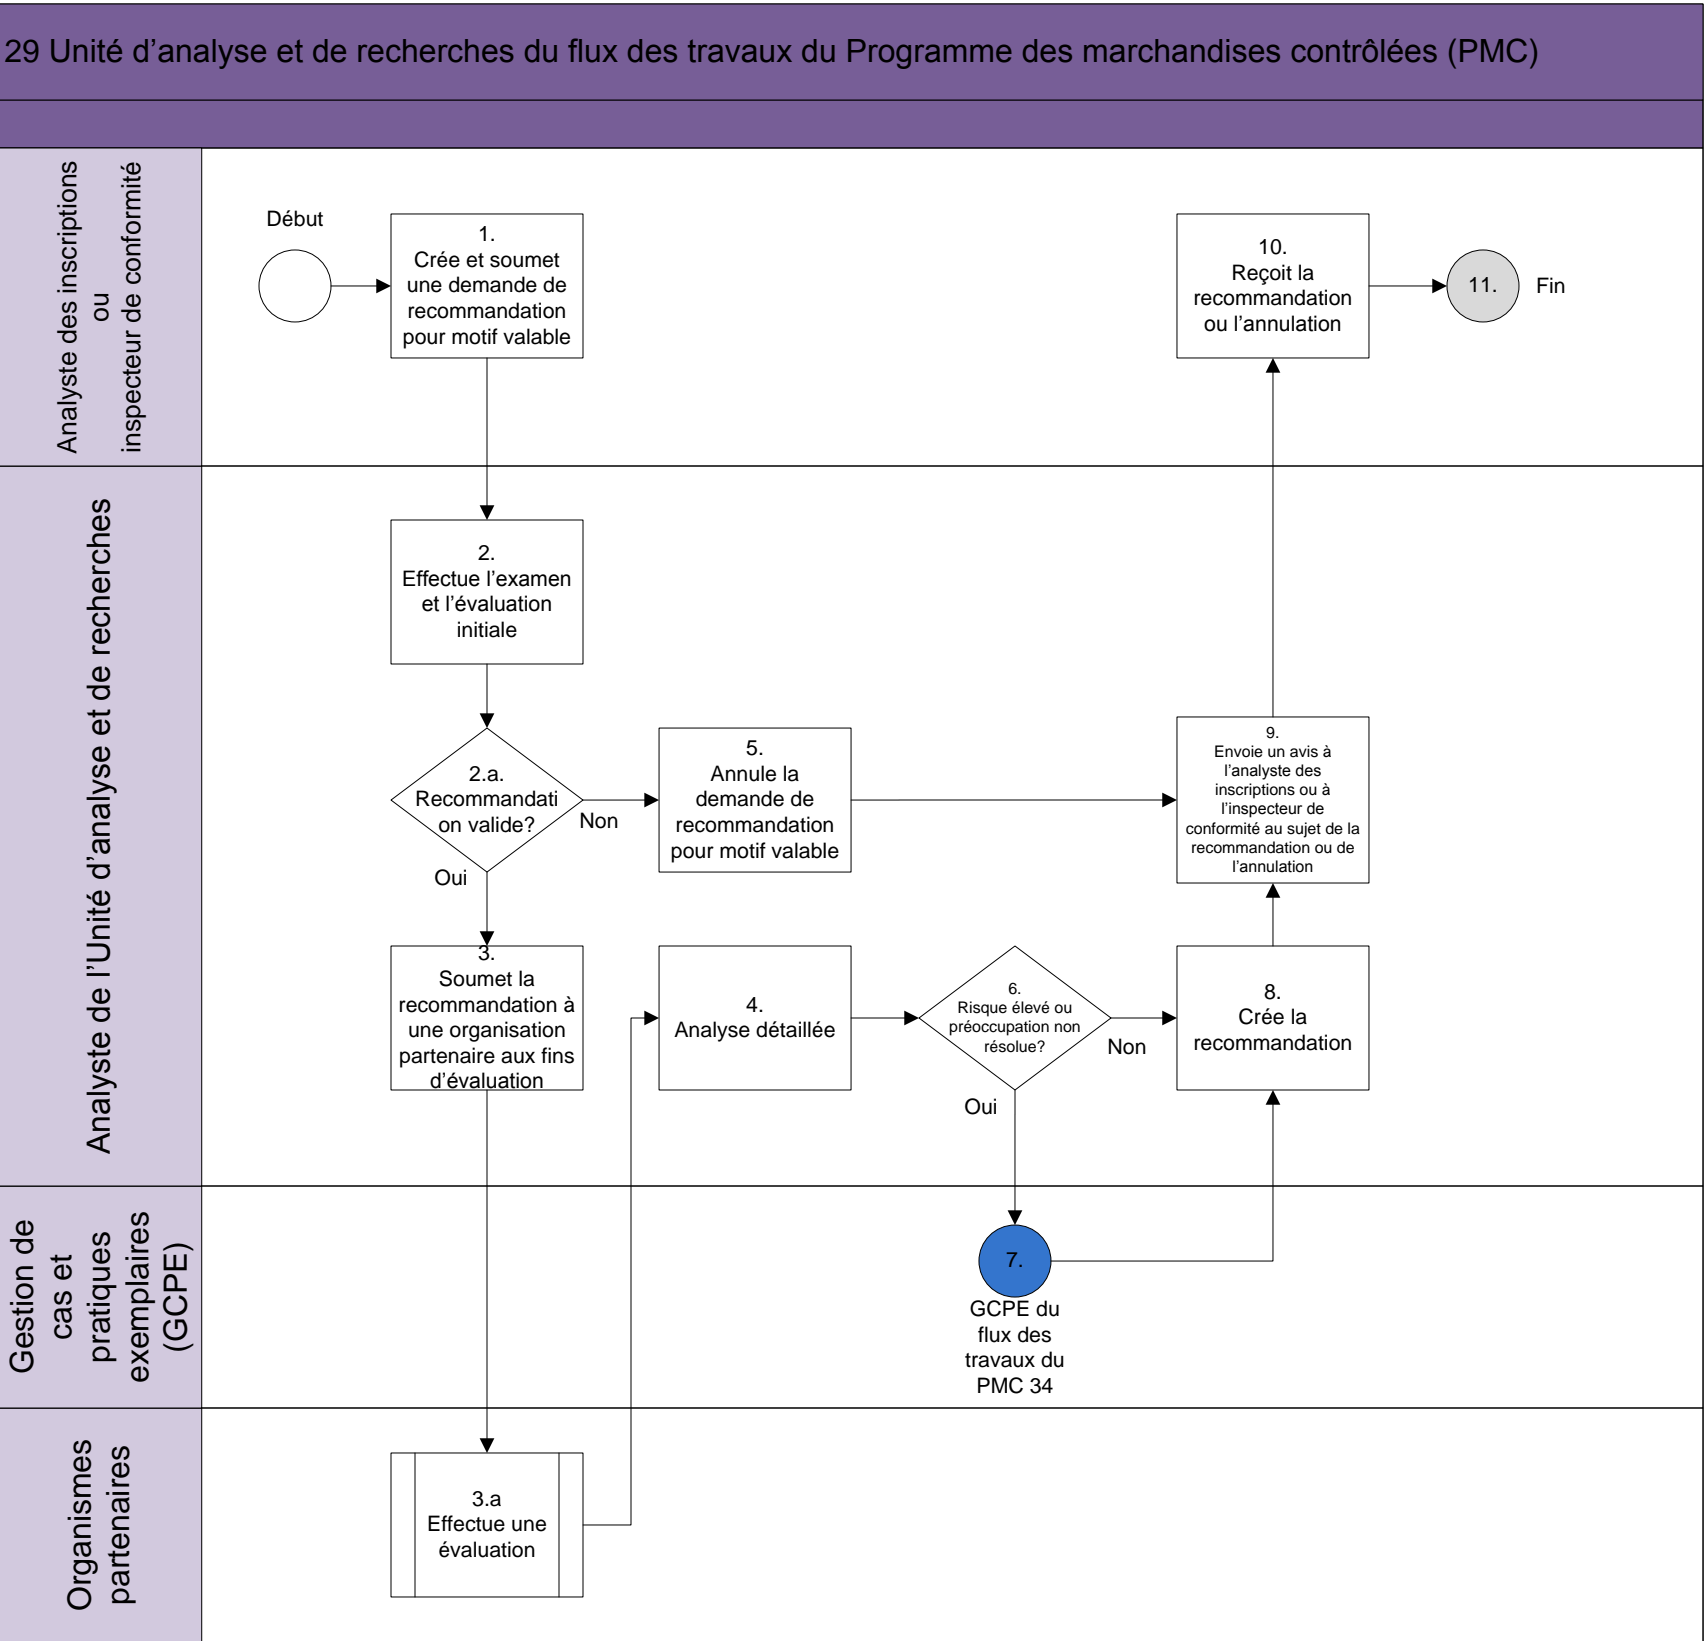 29 Unité d’analyse et de recherches du flux des travaux du Programme des marchandises contrôlées (PMC)
Analyste des inscriptions
ou
inspecteur de conformité
Début
1.
Crée et soumet
une demande de
recommandation
pour motif valable
10.
Reçoit la
recommandation
ou l’annulation
11.
Fin
Analyste de l’Unité d’analyse et de recherches
2.
Effectue l’examen
et l’évaluation
initiale
2.a.
Recommandati
on valide?
Non
Oui
5.
Annule la
demande de
recommandation
pour motif valable
9.
Envoie un avis à
l’analyste des
inscriptions ou à
l’inspecteur de
conformité au sujet de la
recommandation ou de
l’annulation
3.
Soumet la
recommandation à
une organisation
partenaire aux fins
d’évaluation
4.
Analyse détaillée
6.
Risque élevé ou
préoccupation non
résolue?
Non
Oui
8.
Crée la
recommandation
Gestion de
cas et
pratiques
exemplaires
(GCPE)
7.
GCPE du
flux des
travaux du
PMC 34
Organismes
partenaires
3.a
Effectue une
évaluation